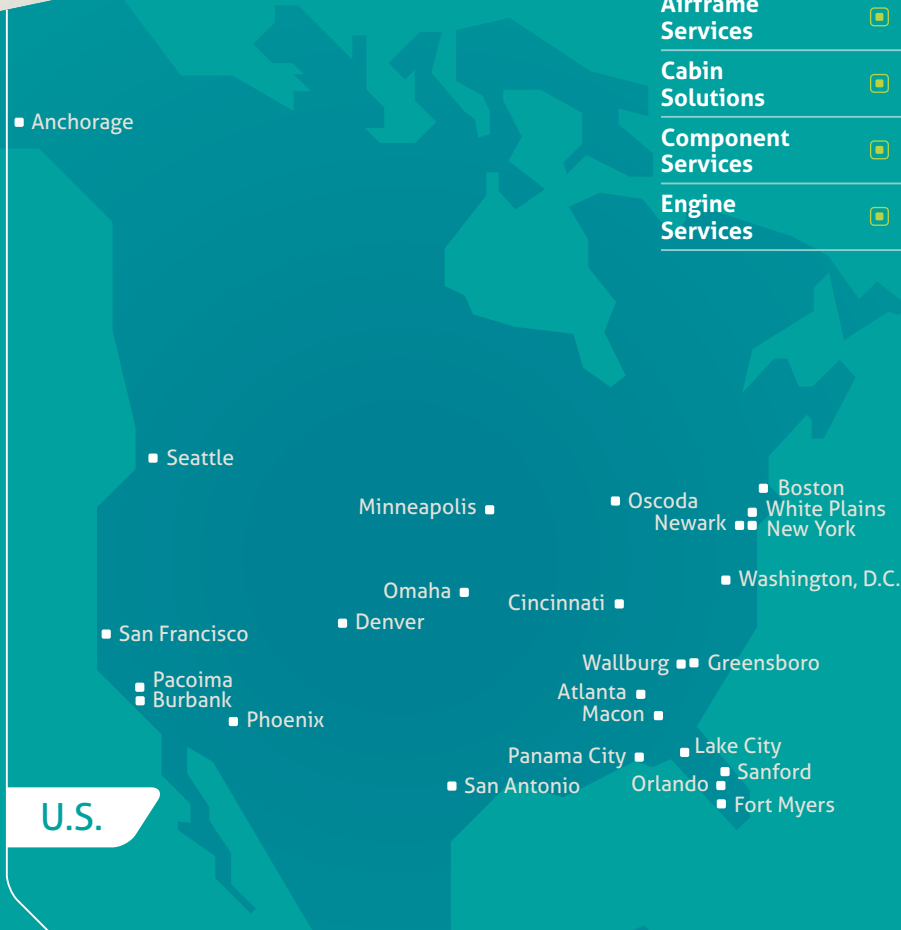 Airframe
Services
Cabin
Solutions
Component
Services
Engine
Services
Anchorage
Seattle
Minneapolis
Oscoda
Boston
White Plains
Newark
New York
Washington, D.C.
Omaha
Cincinnati
Denver
San Francisco
Wallburg
Greensboro
Pacoima
Burbank
Atlanta
Macon
Phoenix
Lake City
Panama City
Sanford
San Antonio
Orlando
Fort Myers
U.S.